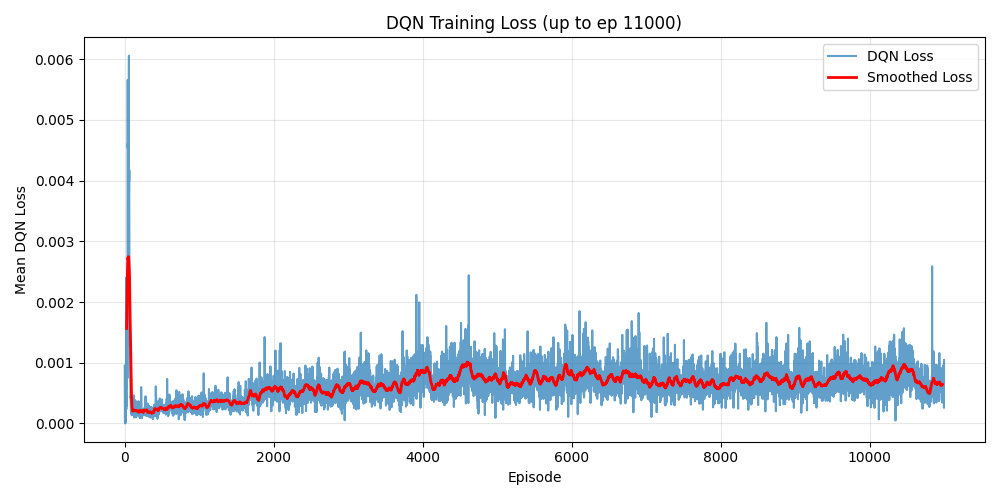 DQN Training Loss (up to ep 11000)
DQN Loss
Smoothed Loss
Mean DQN Loss
0.006
0.005
0.004
0.003
0.002
0.001
0.000
0
2000
4000
6000
8000
10000
Episode